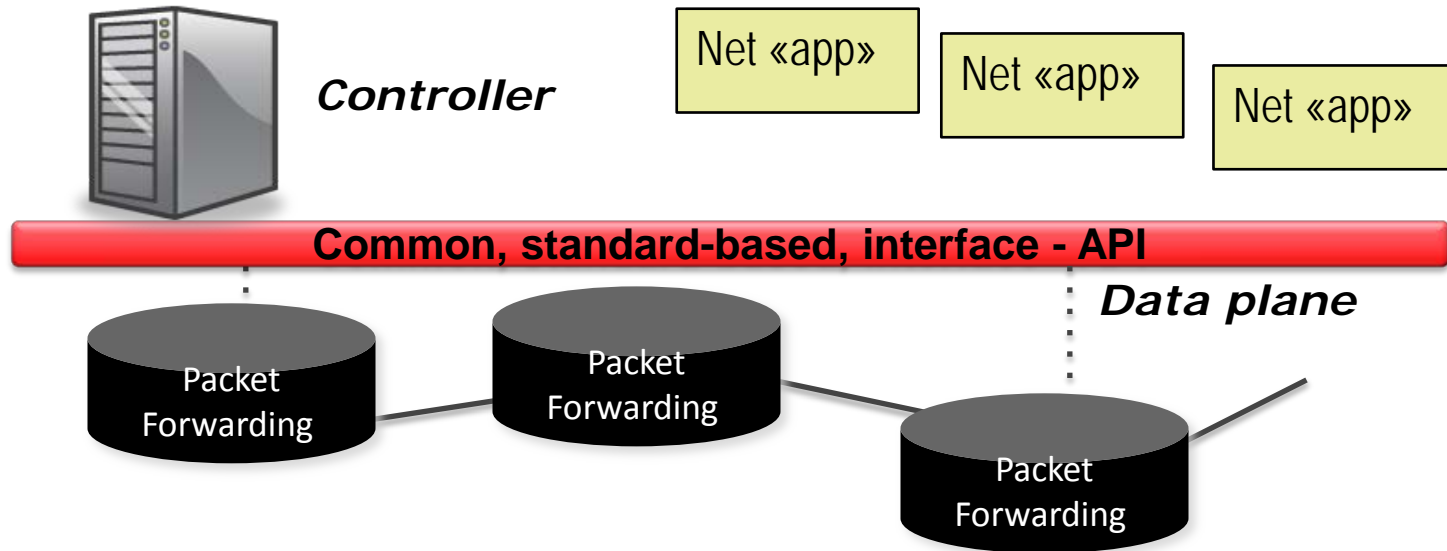 Net «app»
Net «app»
Net «app»
Controller
Common, standard-based, interface - API
Data plane
Packet
Forwarding
Packet
Forwarding
Packet
Forwarding